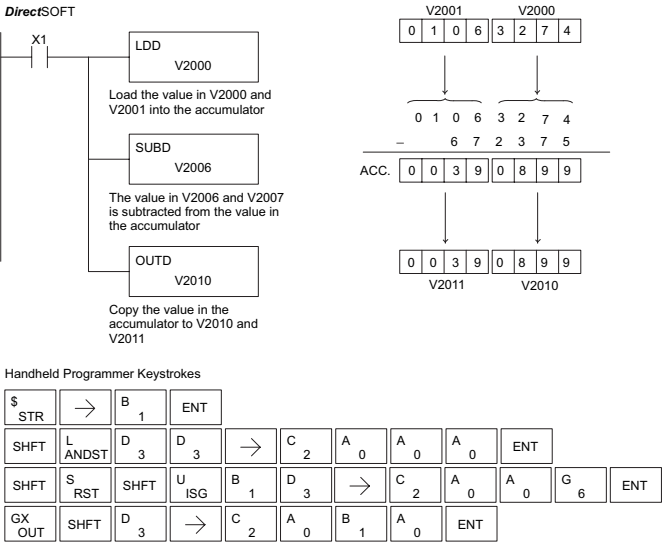 DirectSOFT
X1
LDD
V2000
Load the value in V2000 and
V2001 into the accumulator
SUBD
V2006
The value in V2006 and V2007
is subtracted from the value in
the accumulator
OUTD
V2010
Copy the value in the
accumulator to V2010 and
V2011
V2001 V2000
0 1 0 6 3 2 7 4
0 1 0 6 3 2 7 4
– 6 7 2 3 7 5
ACC. 0 0 3 9 0 8 9 9
0 0 3 9 0 8 9 9
V2011 V2010
Handheld Programmer Keystrokes
$ STR → B 1 ENT
SHFT L ANDST D 3 D 3 → C 2 A 0 A 0 A 0 ENT
SHFT S RST SHFT U ISG B 1 D 3 → C 2 A 0 A 0 G 6 ENT
GX OUT SHFT D 3 → C 2 A 0 B 1 A 0 ENT